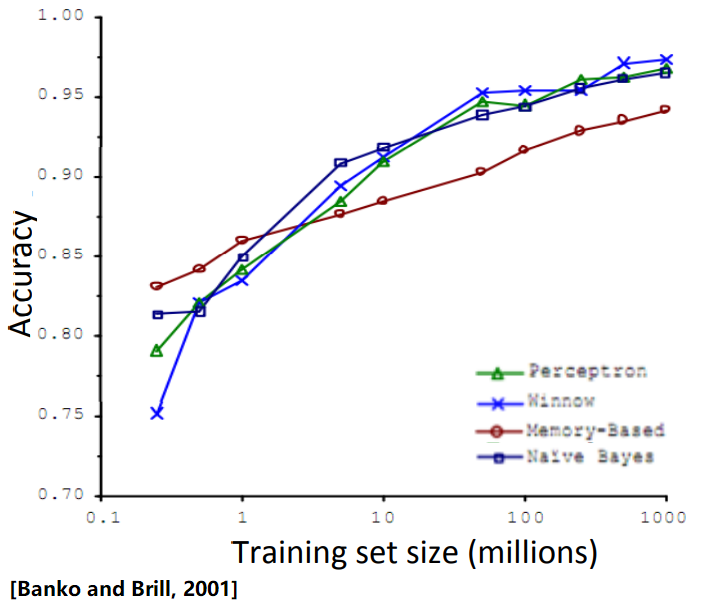 1.00
0.95
0.90
0.85
0.80
0.75
0.70
Accuracy
Perceptron
Winnow
Memory-Based
Naïve Bayes
0.1 1 10 100 1000
Training set size (millions)
[Banko and Brill, 2001]